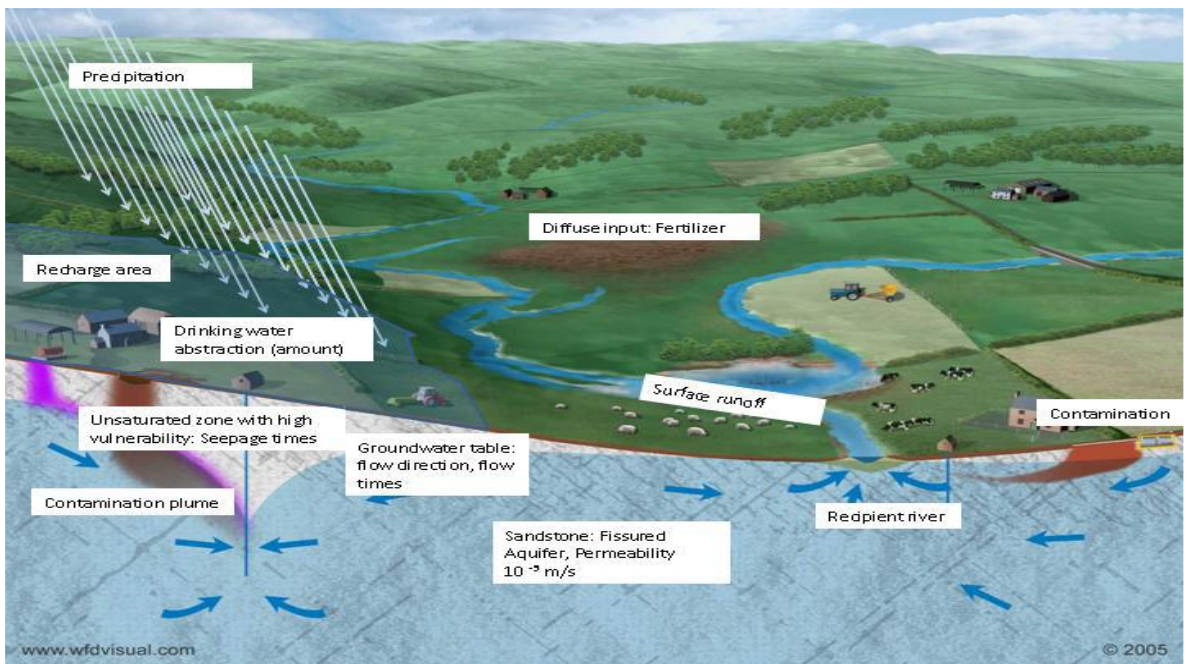 Precipitation
Diffuse input: Fertilizer
Recharge area
Drinking water
abstraction (amount)
Surface runoff
Contamination
Unsaturated zone with high
vulnerability: Seepage times
Groundwater table:
flow direction, flow
times
Contamination plume
Recipient river
Sandstone: Fissured
Aquifer, Permeability
m/s
www.wfdvisual.com
© 2005